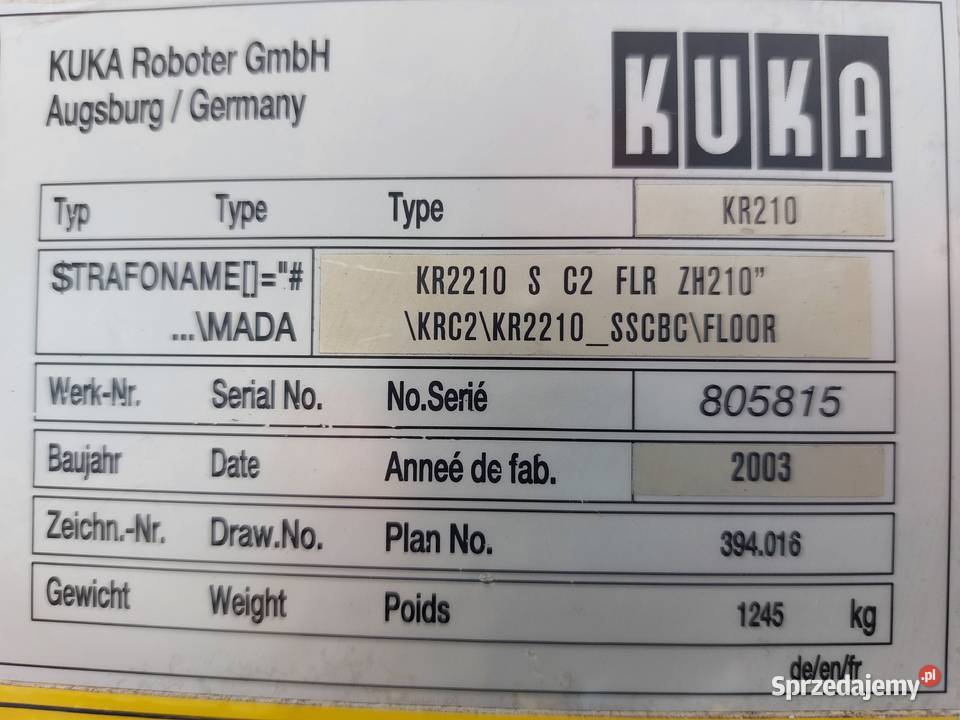 KUKA Roboter GmbH
Augsburg / Germany
KUKA
Typ Type Type KR210
$TRAFONAME[]="# KR2210 S C2 FLR ZH210”
...\MADA \KRC2\KR2210_SSCBC\FLOOR
Werk-Nr. Serial No. No.Serié 805815
Baujahr Date Anneé de fab. 2003
Zeichn.-Nr. Draw.No. Plan No. 394.016
Gewicht Weight Poids 1245 kg
de/en/fr
Sprzedajemy.pl